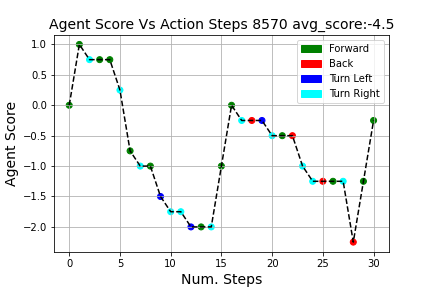 Agent Score Vs Action Steps 8570 avg_score:-4.5
Forward
Back
Turn Left
Turn Right
1.0
0.5
0.0
−0.5
−1.0
−1.5
−2.0
Agent Score
0 5 10 15 20 25 30
Num. Steps